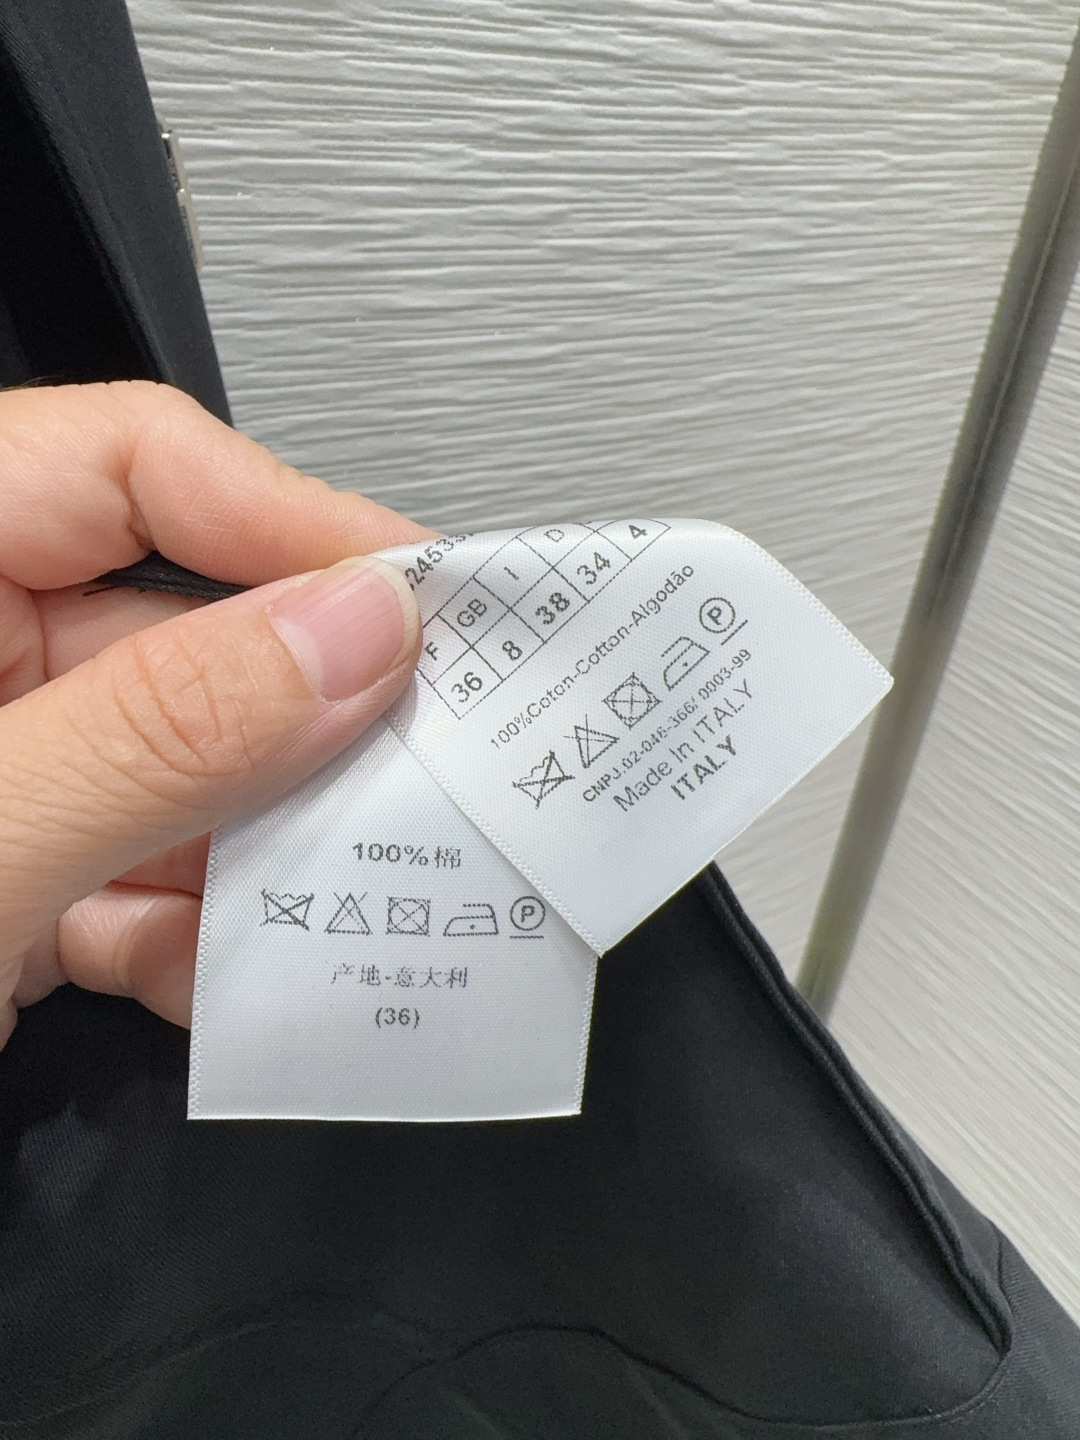 F GB I D
36 8 38 34 4
100%Coton-Cotton-Algodão
P
CNPJ.02-046-366/ 0003-99
Made In ITALY
ITALY
100%棉
P
产地-意大利
(36)